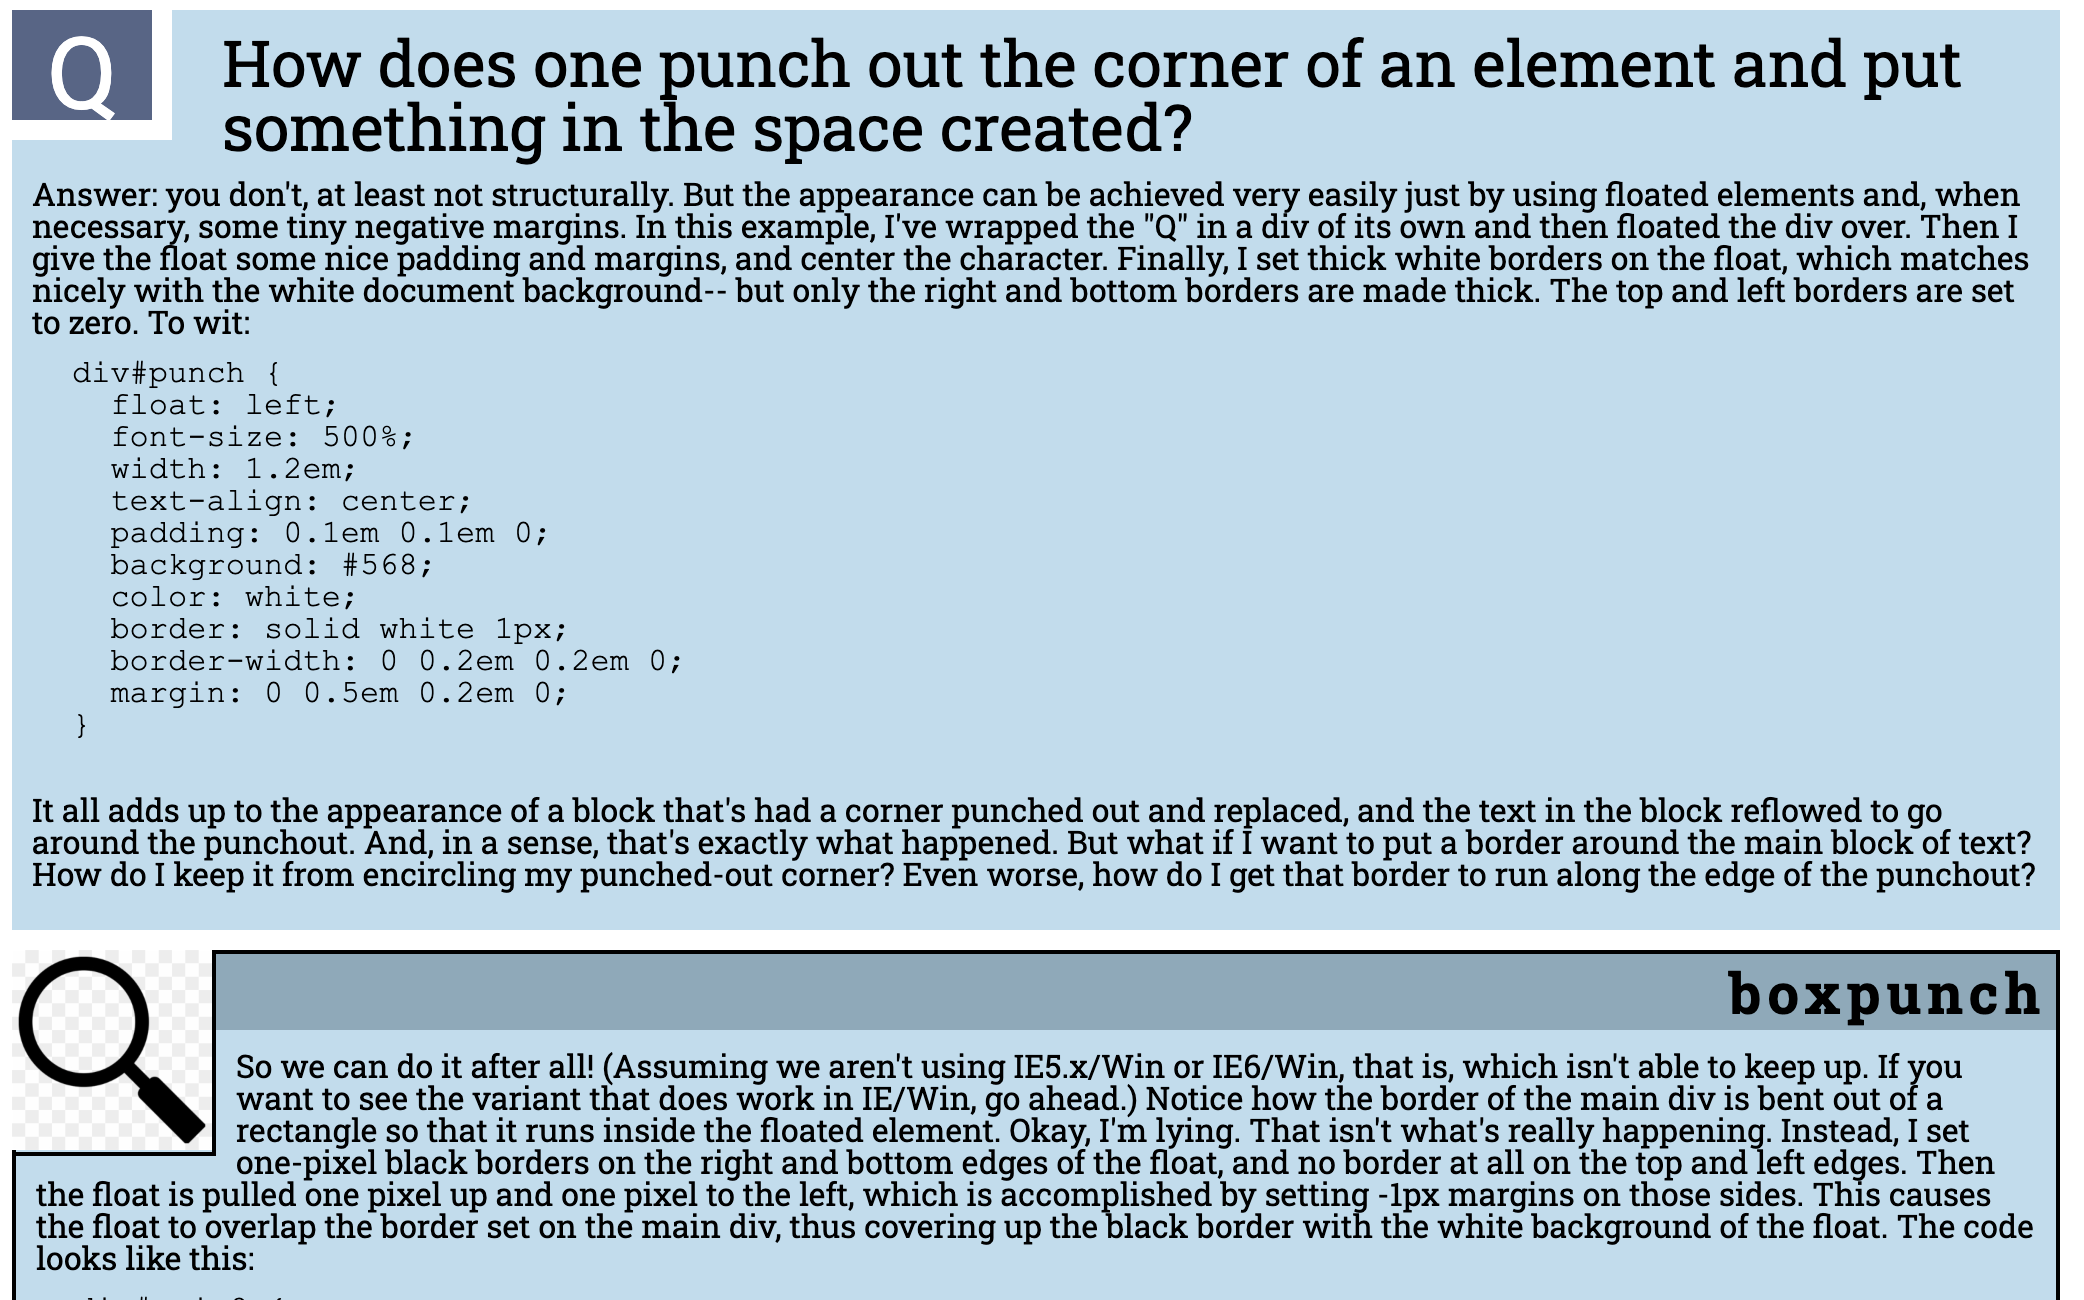 Q
How does one punch out the corner of an element and put
something in the space created?
Answer: you don't, at least not structurally. But the appearance can be achieved very easily just by using floated elements and, when
necessary, some tiny negative margins. In this example, I've wrapped the "Q" in a div of its own and then floated the div over. Then I
give the float some nice padding and margins, and center the character. Finally, I set thick white borders on the float, which matches
nicely with the white document background-- but only the right and bottom borders are made thick. The top and left borders are set
to zero. To wit:
div#punch {
  float: left;
  font-size: 500%;
  width: 1.2em;
  text-align: center;
  padding: 0.1em 0.1em 0;
  background: #568;
  color: white;
  border: solid white 1px;
  border-width: 0 0.2em 0.2em 0;
  margin: 0 0.5em 0.2em 0;
}
It all adds up to the appearance of a block that's had a corner punched out and replaced, and the text in the block reflowed to go
around the punchout. And, in a sense, that's exactly what happened. But what if I want to put a border around the main block of text?
How do I keep it from encircling my punched-out corner? Even worse, how do I get that border to run along the edge of the punchout?
boxpunch
So we can do it after all! (Assuming we aren't using IE5.x/Win or IE6/Win, that is, which isn't able to keep up. If you
want to see the variant that does work in IE/Win, go ahead.) Notice how the border of the main div is bent out of a
rectangle so that it runs inside the floated element. Okay, I'm lying. That isn't what's really happening. Instead, I set
one-pixel black borders on the right and bottom edges of the float, and no border at all on the top and left edges. Then
the float is pulled one pixel up and one pixel to the left, which is accomplished by setting -1px margins on those sides. This causes
the float to overlap the border set on the main div, thus covering up the black border with the white background of the float. The code
looks like this: